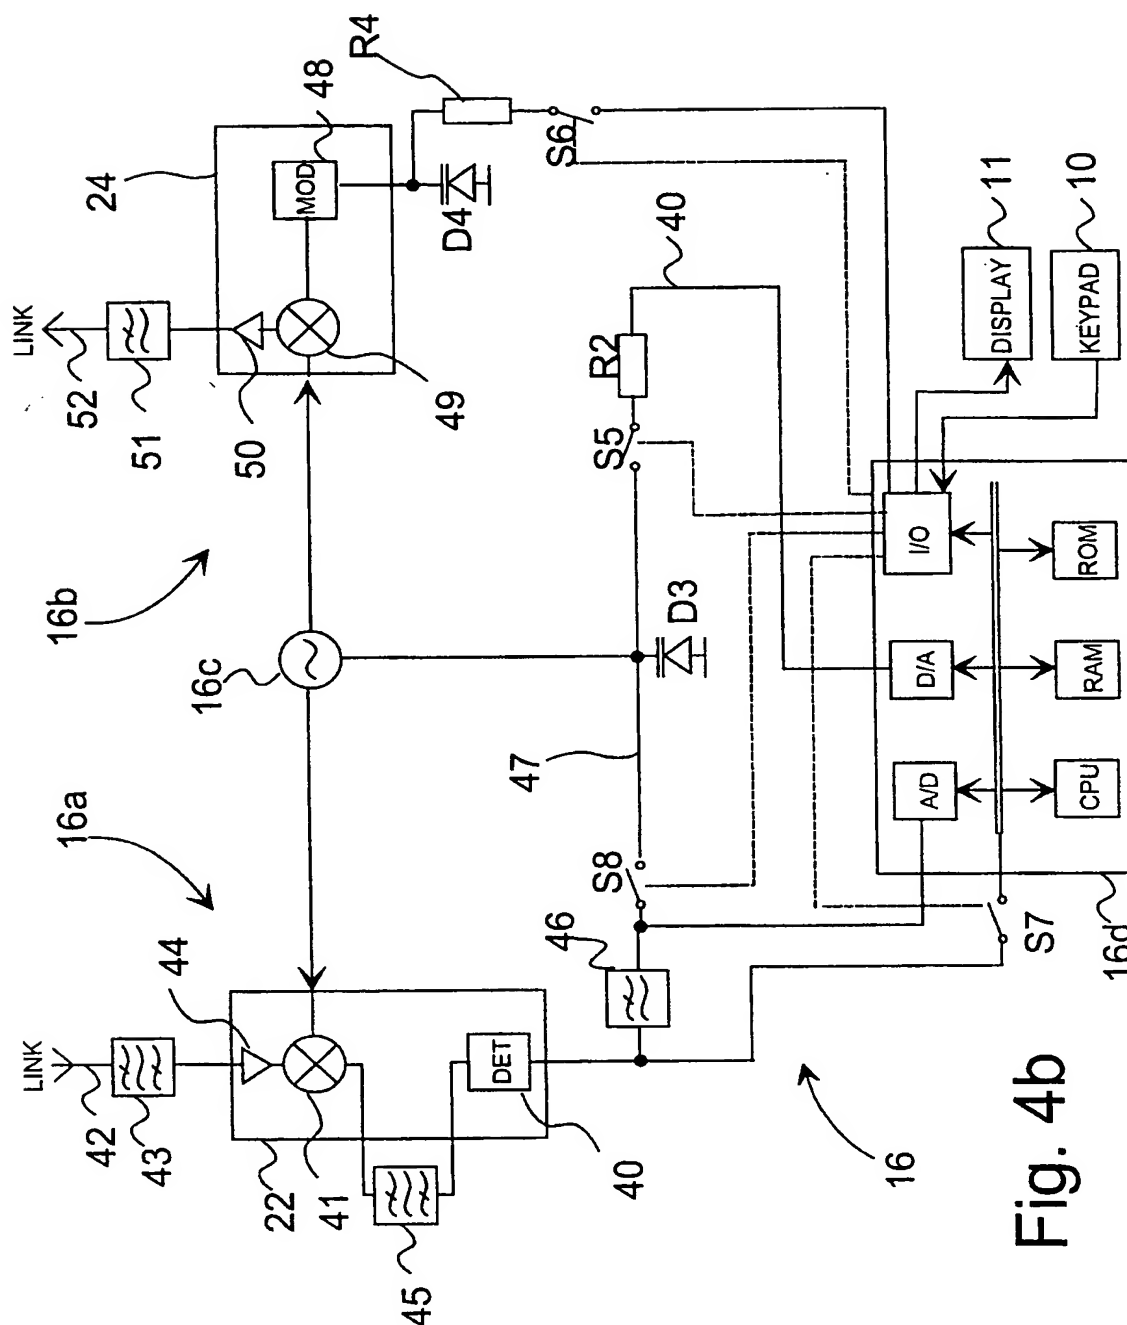 R4
48
24
MOD
S6
D4
LINK
52
51
50
49
11
10
DISPLAY
KEYPAD
40
R2
S5
16b
I/O
ROM
16c
D3
D/A
RAM
47
16a
A/D
CPU
S8
S7
16d
46
44
LINK
42
43
22
41
45
DET
40
16
Fig. 4b